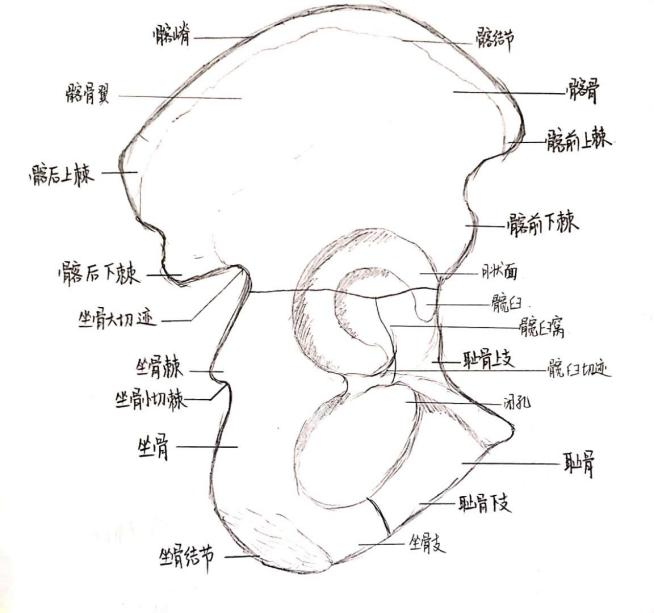 髂嵴
髂结节
髂骨翼
髂骨
髂前上棘
髂后上棘
髂前下棘
髂后下棘
月状面
髋臼
坐骨大切迹
髋臼窝
耻骨上支
坐骨棘
髋臼切迹
坐骨小切棘
闭孔
坐骨
耻骨
耻骨下支
坐骨支
坐骨结节